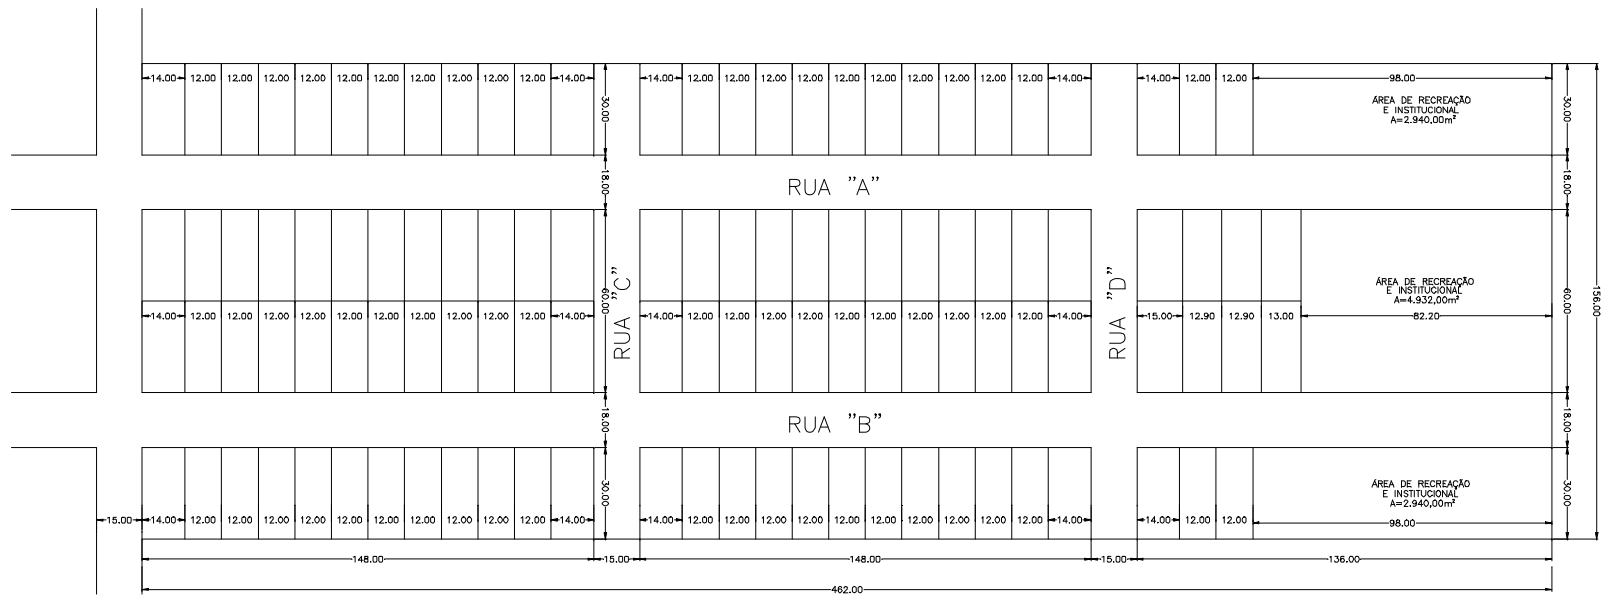 14.00 12.00 12.00 12.00 12.00 12.00 12.00 12.00 12.00 12.00 12.00 14.00 14.00 12.00 12.00 12.00 12.00 12.00 12.00 12.00 12.00 12.00 12.00 14.00 14.00 12.00 12.00 98.00
30.00
ÁREA DE RECREAÇÃO
E INSTITUCIONAL
A=2.940,00m²
30.00
18.00
RUA "A"
18.00
60.00
RUA "C"
RUA "D"
ÁREA DE RECREAÇÃO
E INSTITUCIONAL
A=4.932,00m²
60.00
156.00
14.00 12.00 12.00 12.00 12.00 12.00 12.00 12.00 12.00 12.00 12.00 14.00 14.00 12.00 12.00 12.00 12.00 12.00 12.00 12.00 12.00 12.00 12.00 14.00 15.00 12.90 12.90 13.00 82.20
18.00
RUA "B"
18.00
30.00
ÁREA DE RECREAÇÃO
E INSTITUCIONAL
A=2.940,00m²
30.00
15.00 14.00 12.00 12.00 12.00 12.00 12.00 12.00 12.00 12.00 12.00 12.00 14.00 14.00 12.00 12.00 12.00 12.00 12.00 12.00 12.00 12.00 12.00 12.00 14.00 14.00 12.00 12.00 98.00
148.00 15.00 148.00 15.00 136.00
462.00